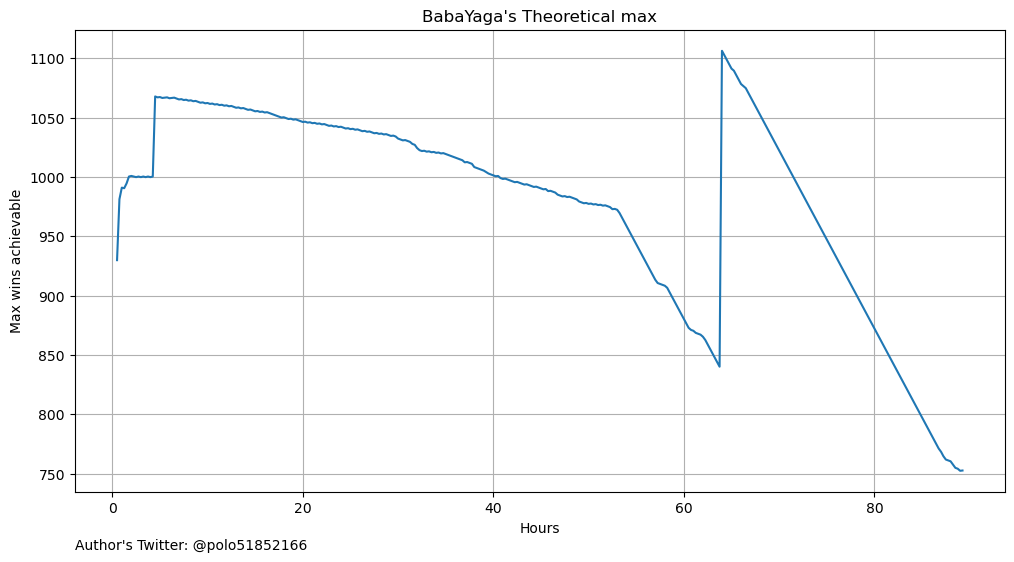 BabaYaga's Theoretical max
1100
1050
1000
950
900
850
800
750
Max wins achievable
0 20 40 60 80
Hours
Author's Twitter: @polo51852166